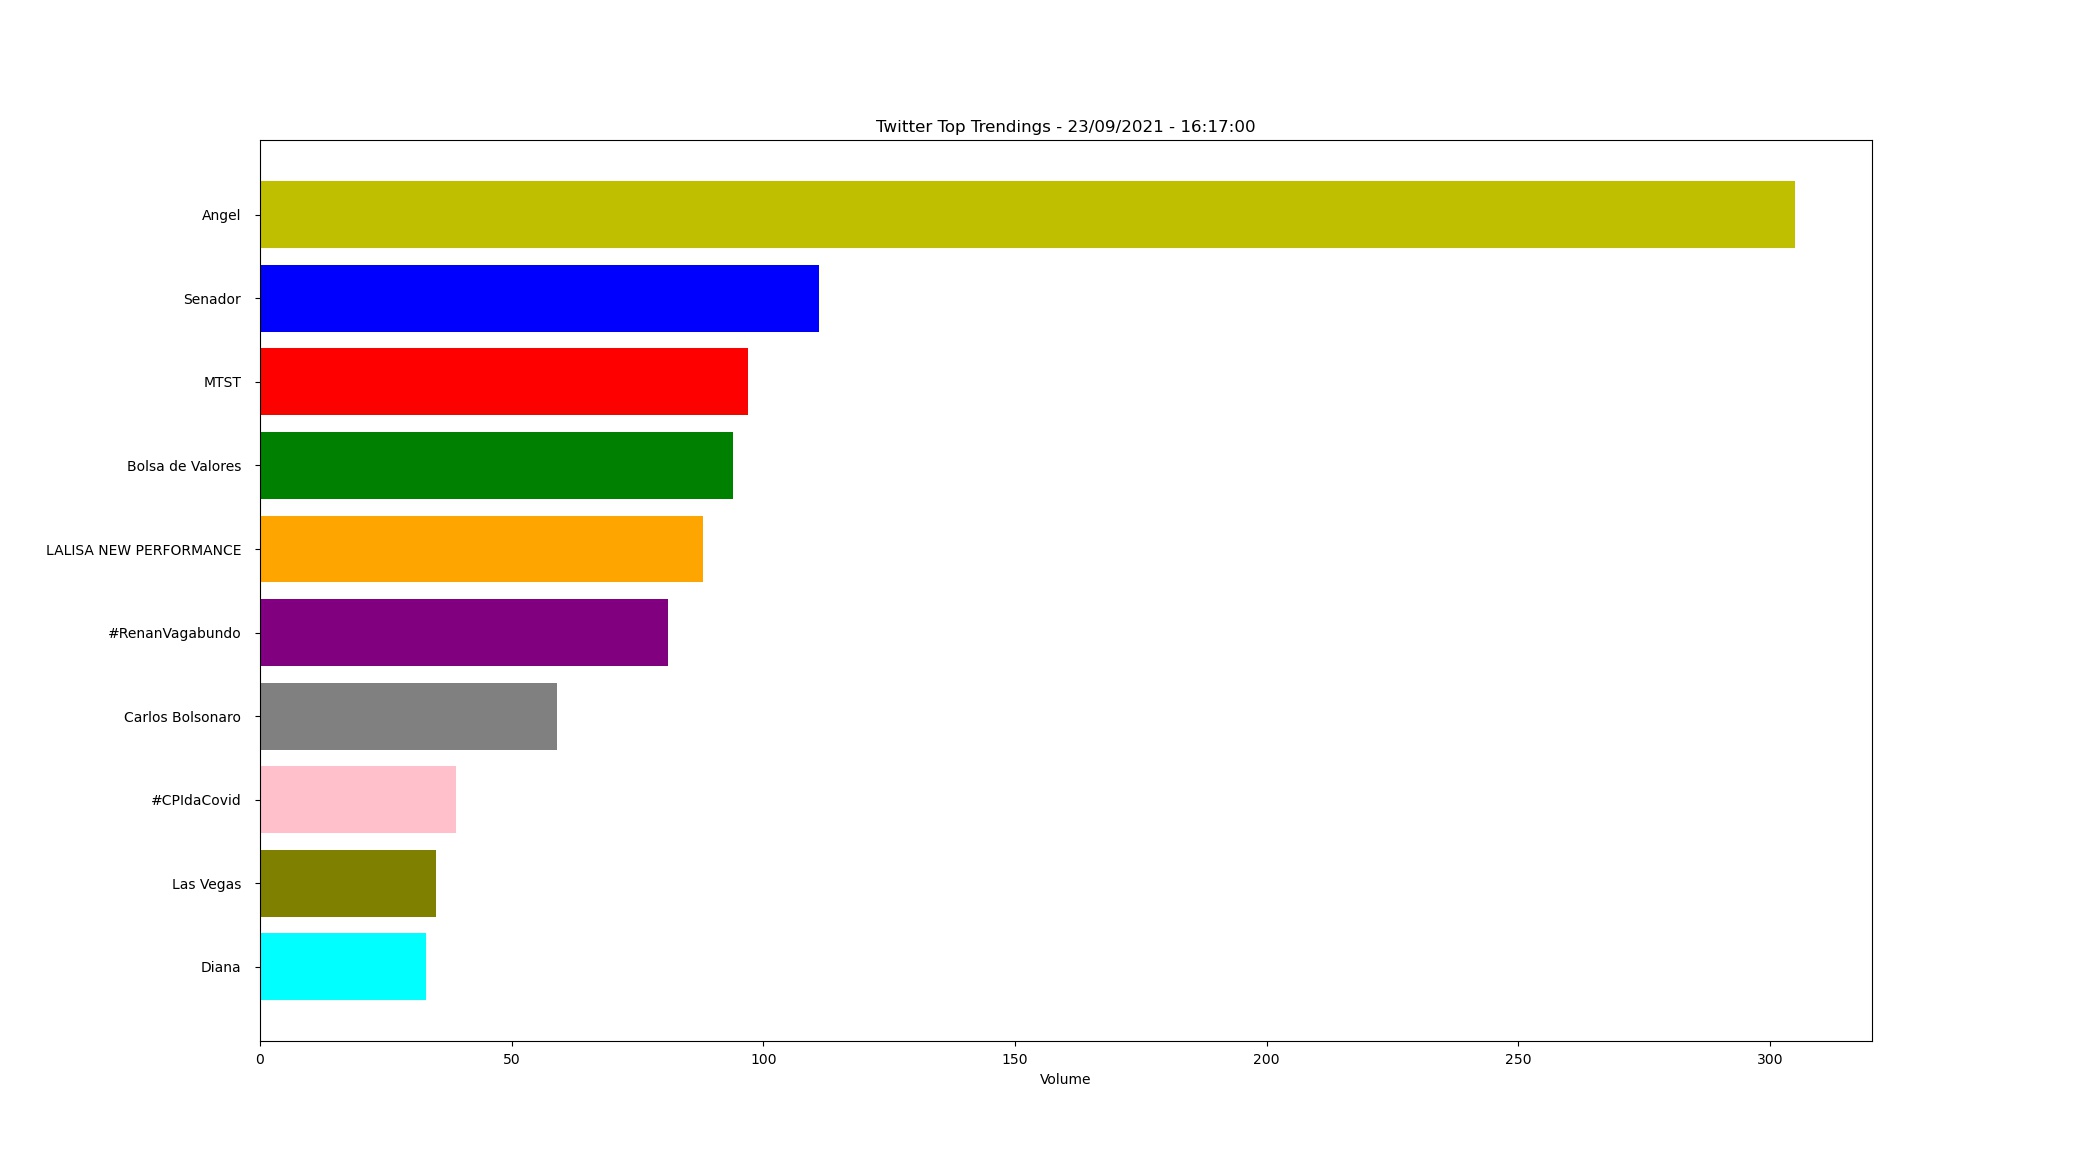 Twitter Top Trendings - 23/09/2021 - 16:17:00
Angel
Senador
MTST
Bolsa de Valores
LALISA NEW PERFORMANCE
#RenanVagabundo
Carlos Bolsonaro
#CPIdaCovid
Las Vegas
Diana
0 50 100 150 200 250 300
Volume